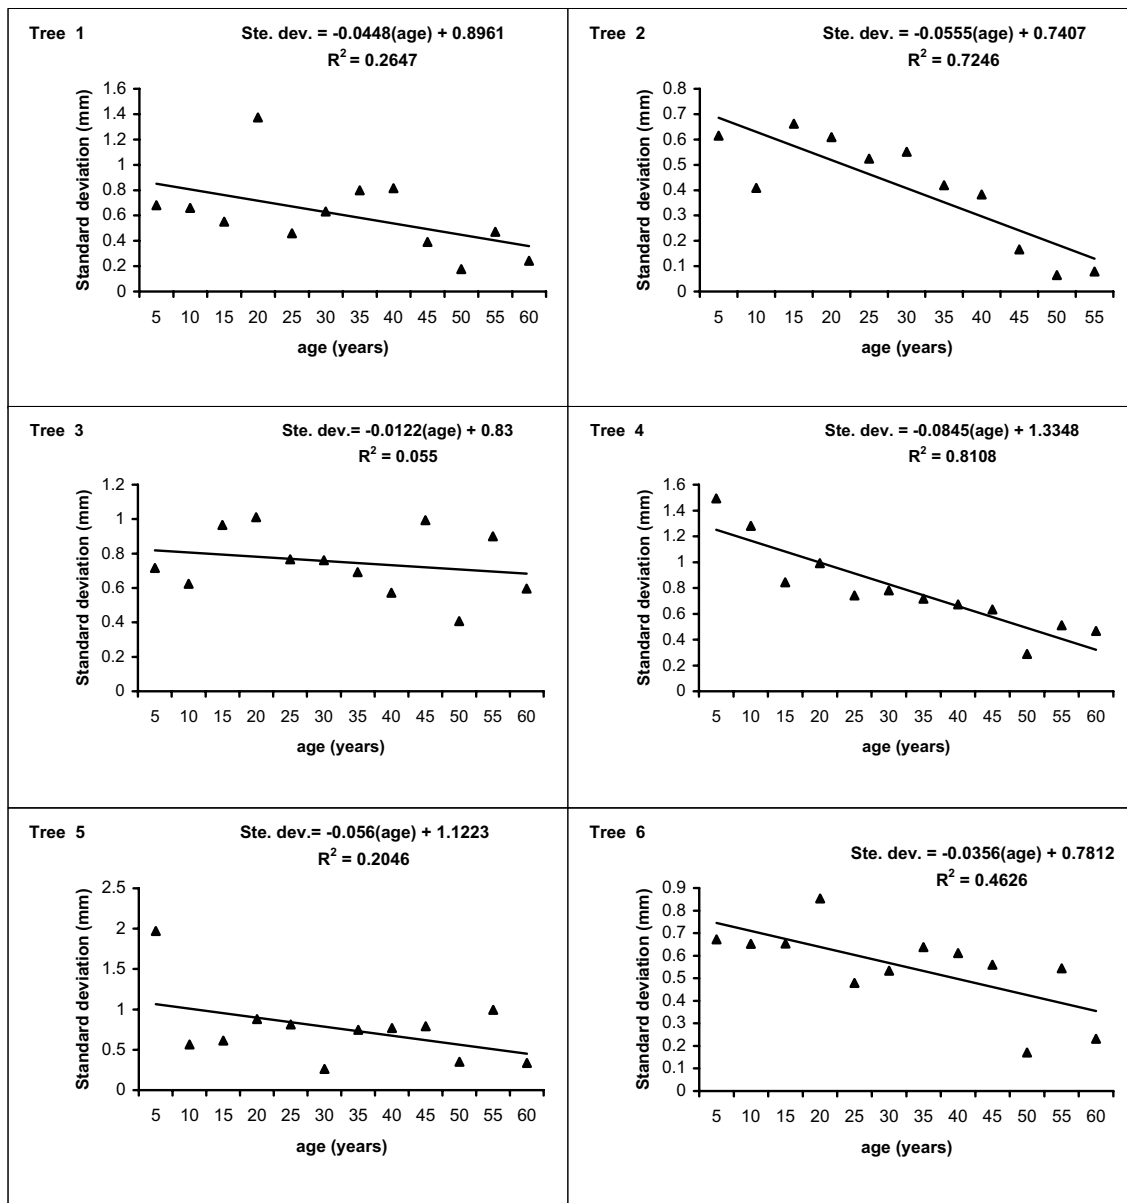 Tree 1
Ste. dev. = -0.0448(age) + 0.8961
R² = 0.2647
Standard deviation (mm)
1.6
1.4
1.2
1
0.8
0.6
0.4
0.2
0
5 10 15 20 25 30 35 40 45 50 55 60
age (years)
Tree 2
Ste. dev. = -0.0555(age) + 0.7407
R² = 0.7246
Standard deviation (mm)
0.8
0.7
0.6
0.5
0.4
0.3
0.2
0.1
0
5 10 15 20 25 30 35 40 45 50 55
age (years)
Tree 3
Ste. dev.= -0.0122(age) + 0.83
R² = 0.055
Standard deviation (mm)
1.2
1
0.8
0.6
0.4
0.2
0
5 10 15 20 25 30 35 40 45 50 55 60
age (years)
Tree 4
Ste. dev. = -0.0845(age) + 1.3348
R² = 0.8108
Standard deviation (mm)
1.6
1.4
1.2
1
0.8
0.6
0.4
0.2
0
5 10 15 20 25 30 35 40 45 50 55 60
age (years)
Tree 5
Ste. dev.= -0.056(age) + 1.1223
R² = 0.2046
Standard deviation (mm)
2.5
2
1.5
1
0.5
0
5 10 15 20 25 30 35 40 45 50 55 60
age (years)
Tree 6
Ste. dev. = -0.0356(age) + 0.7812
R² = 0.4626
Standard deviation (mm)
0.9
0.8
0.7
0.6
0.5
0.4
0.3
0.2
0.1
0
5 10 15 20 25 30 35 40 45 50 55 60
age (years)